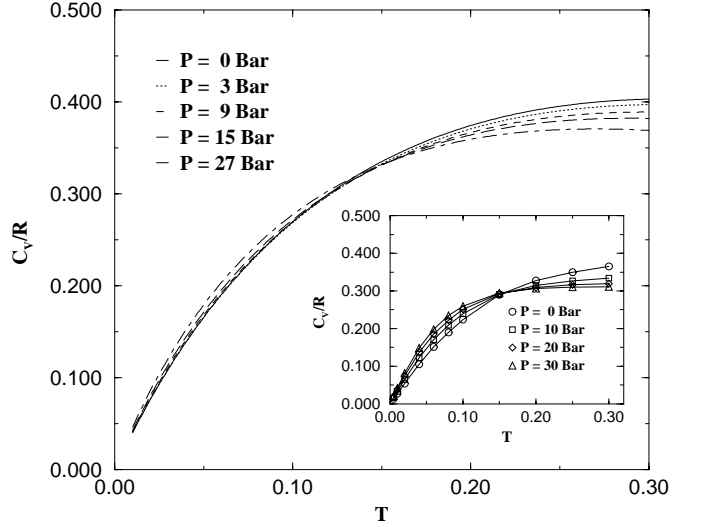 0.500
0.400
0.300
0.200
0.100
0.000
C_v/R
P = 0 Bar
P = 3 Bar
P = 9 Bar
P = 15 Bar
P = 27 Bar
0.00
0.10
0.20
0.30
T
0.500
0.400
0.300
0.200
0.100
0.000
C_v/R
P = 0 Bar
P = 10 Bar
P = 20 Bar
P = 30 Bar
0.00
0.10
0.20
0.30
T